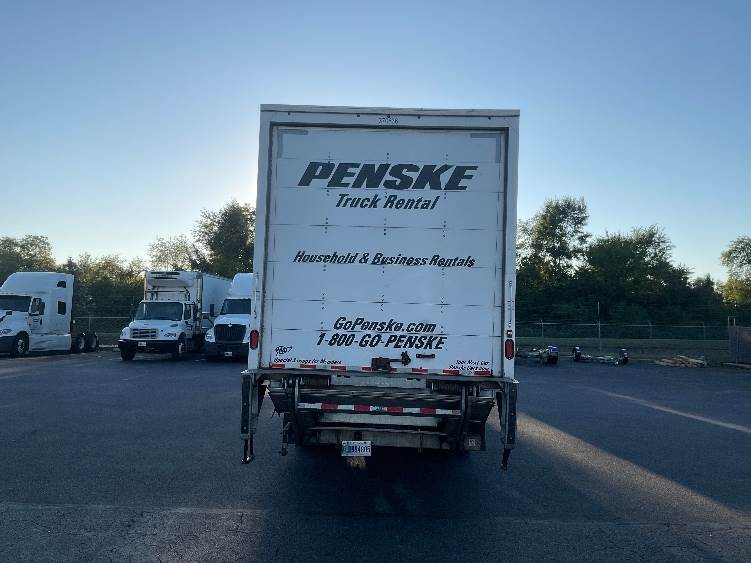 PENSKE
Truck Rental
Household & Business Rentals
GoPenske.com
1-800-GO-PENSKE